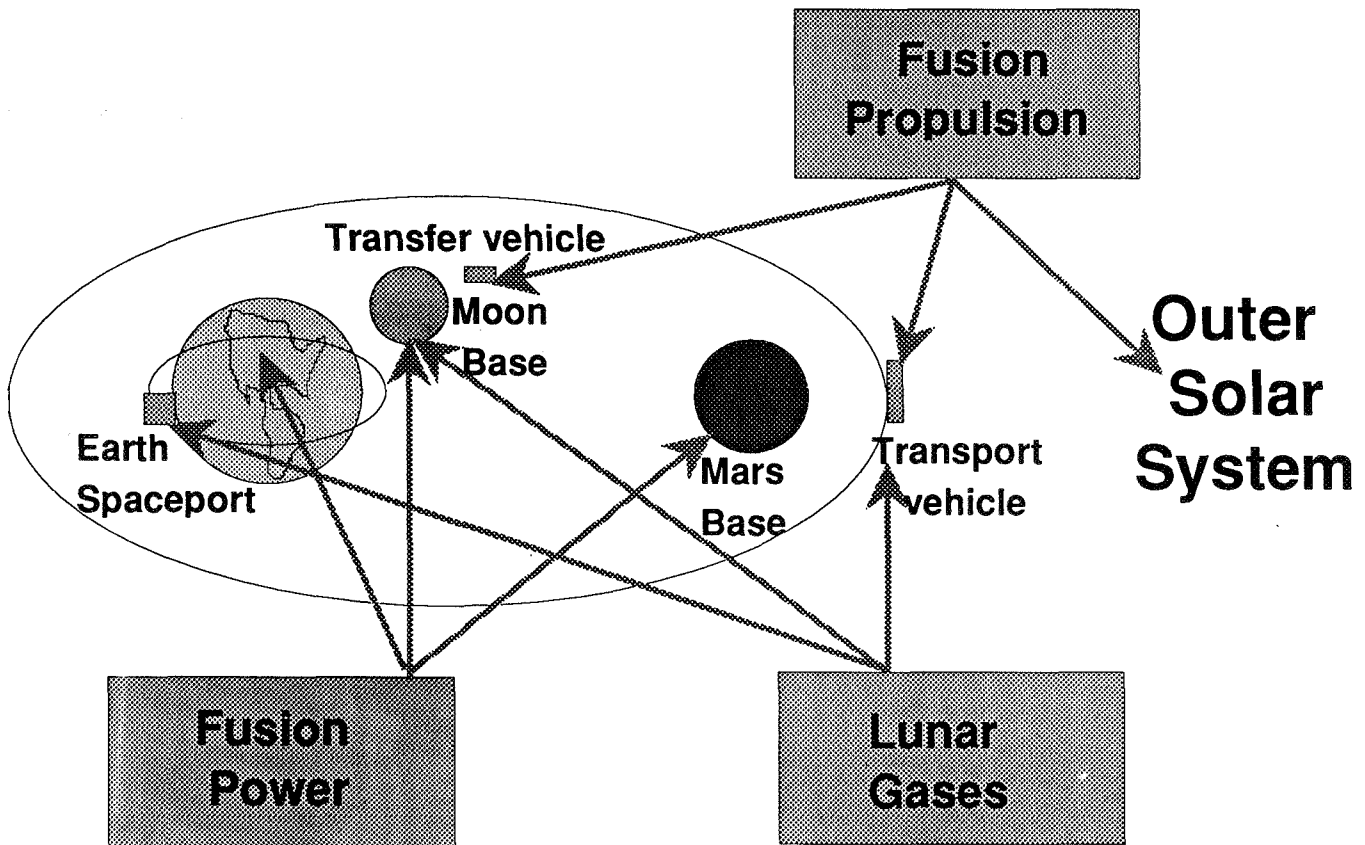 Fusion
Propulsion
Transfer vehicle
Moon
Base
Earth
Spaceport
Mars
Base
Transport
vehicle
Outer
Solar
System
Fusion
Power
Lunar
Gases